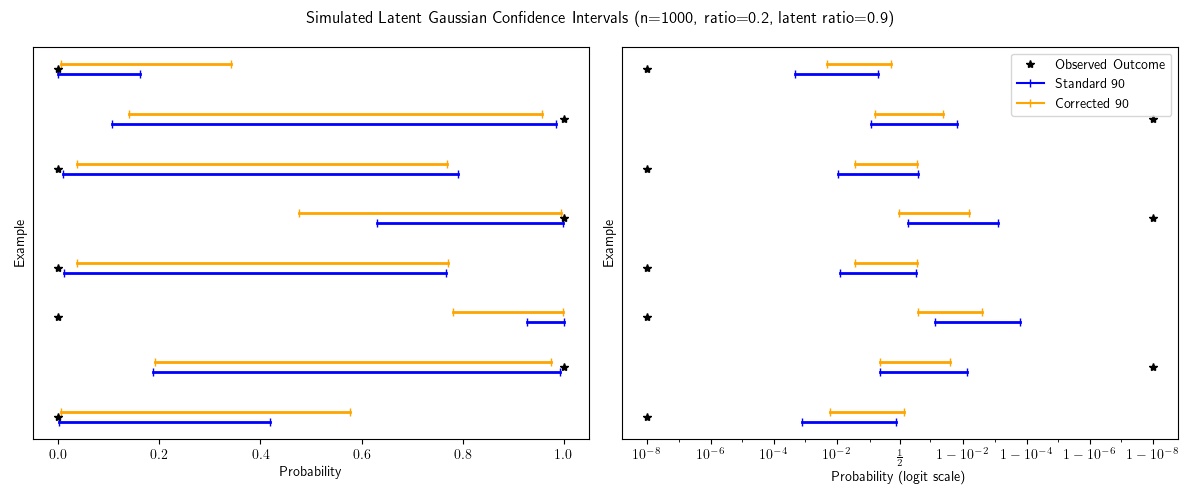 Simulated Latent Gaussian Confidence Intervals (n=1000, ratio=0.2, latent ratio=0.9)
Example
0.0 0.2 0.4 0.6 0.8 1.0
Probability
Observed Outcome
Standard 90
Corrected 90
Example
10⁻⁸ 10⁻⁶ 10⁻⁴ 10⁻² ½ 1 − 10⁻² 1 − 10⁻⁴ 1 − 10⁻⁶ 1 − 10⁻⁸
Probability (logit scale)